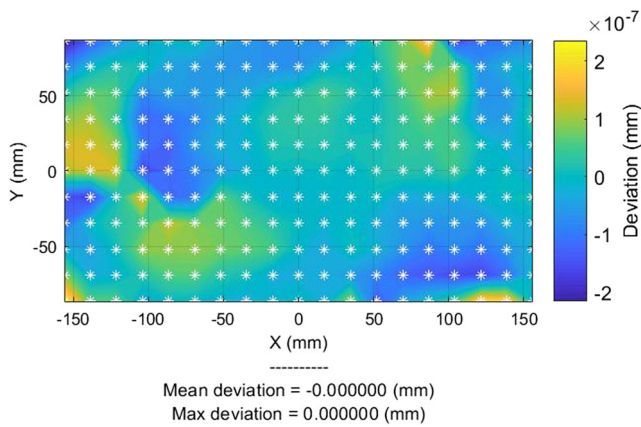 ×10⁻⁷
2
1
0
-1
-2
Deviation (mm)
50
0
-50
Y (mm)
-150 -100 -50 0 50 100 150
X (mm)
----------
Mean deviation = -0.000000 (mm)
Max deviation = 0.000000 (mm)